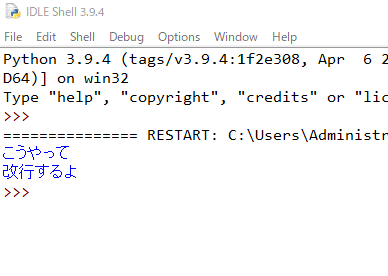 IDLE Shell 3.9.4
File Edit Shell Debug Options Window Help
Python 3.9.4 (tags/v3.9.4:1f2e308, Apr 6 2
D64)] on win32
Type "help", "copyright", "credits" or "lic
>>>
=============== RESTART: C:\Users\Administr
こうやって
改行するよ
>>>